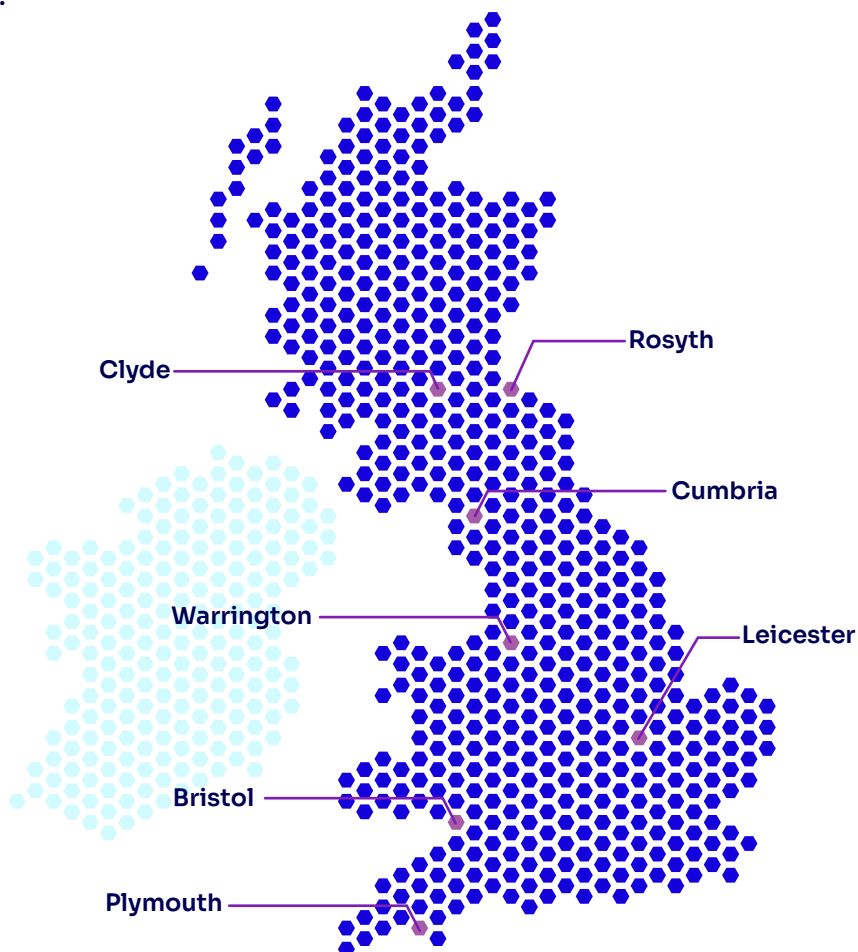 Rosyth
Clyde
Cumbria
Warrington
Leicester
Bristol
Plymouth